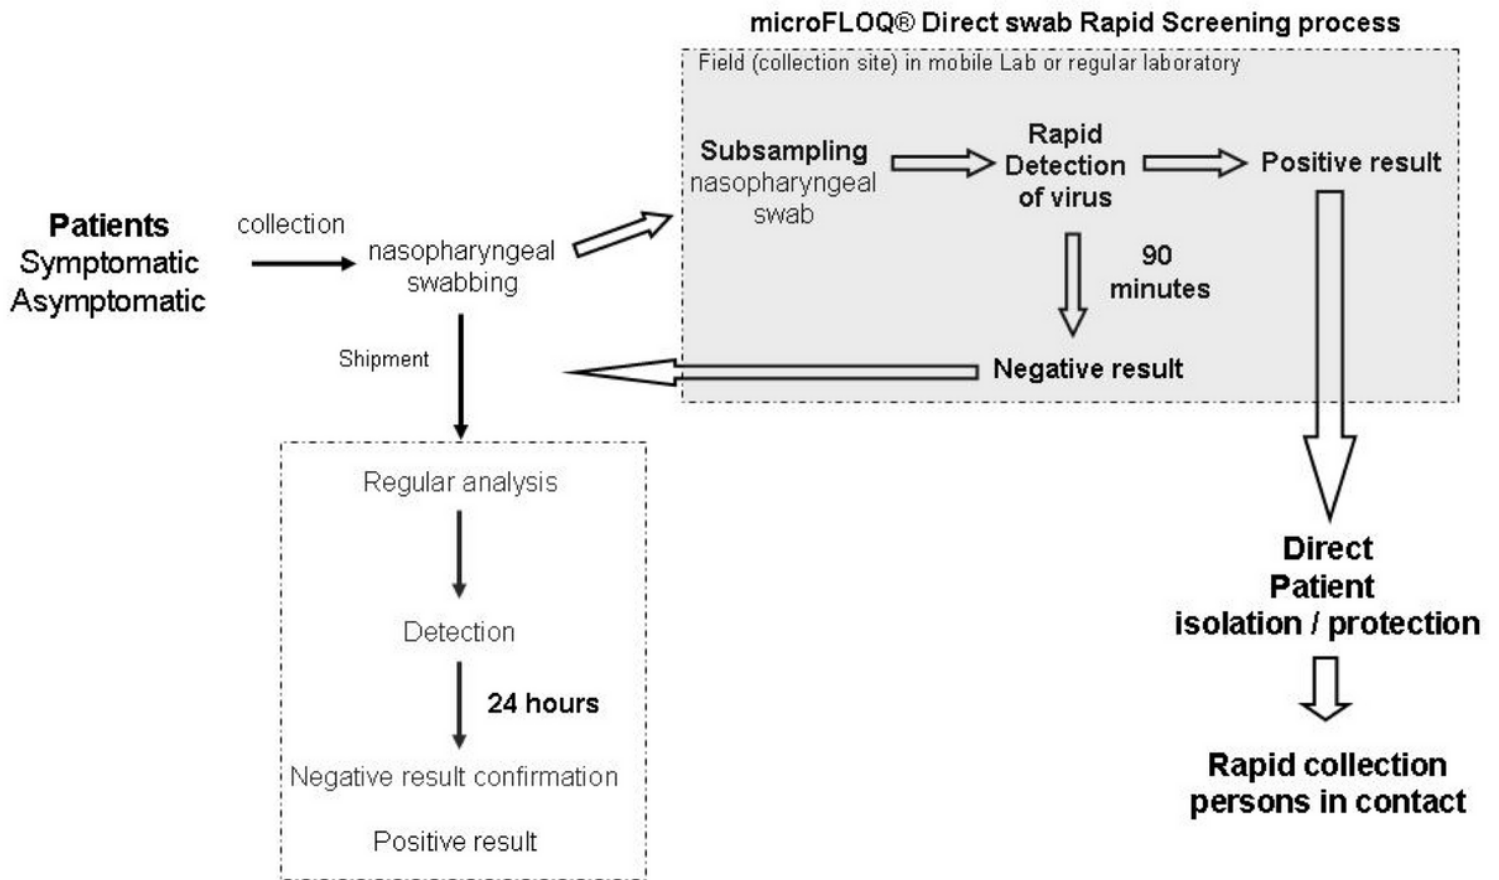 microFLOQ® Direct swab Rapid Screening process
Field (collection site) in mobile Lab or regular laboratory
Subsampling
nasopharyngeal
swab
Rapid
Detection
of virus
Positive result
90
minutes
Negative result
Patients
Symptomatic
Asymptomatic
collection
nasopharyngeal
swabbing
Shipment
Regular analysis
Detection
24 hours
Negative result confirmation
Positive result
Direct
Patient
isolation / protection
Rapid collection
persons in contact